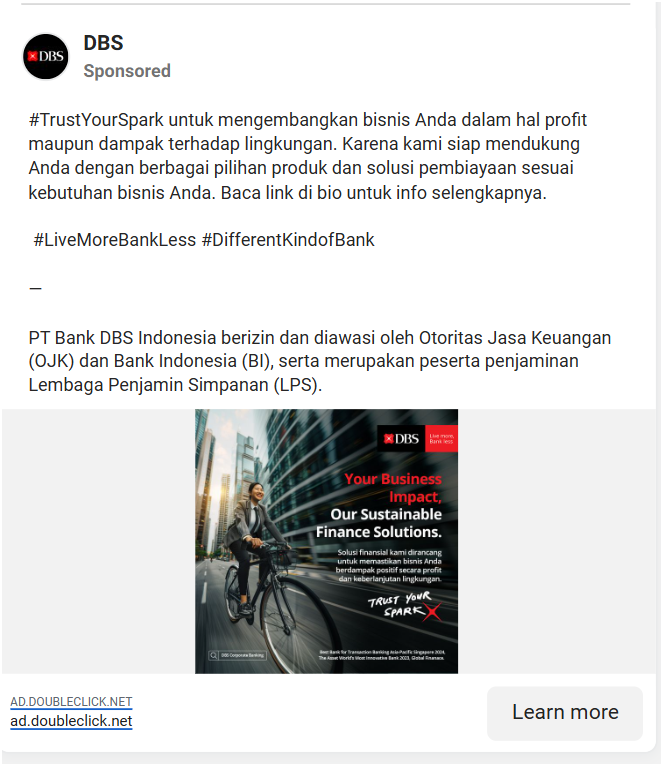 DBS
DBS
Sponsored
#TrustYourSpark untuk mengembangkan bisnis Anda dalam hal profit
maupun dampak terhadap lingkungan. Karena kami siap mendukung
Anda dengan berbagai pilihan produk dan solusi pembiayaan sesuai
kebutuhan bisnis Anda. Baca link di bio untuk info selengkapnya.
#LiveMoreBankLess #DifferentKindofBank
—
PT Bank DBS Indonesia berizin dan diawasi oleh Otoritas Jasa Keuangan
(OJK) dan Bank Indonesia (BI), serta merupakan peserta penjaminan
Lembaga Penjamin Simpanan (LPS).
DBS
Live more,
Bank less
Your Business
Impact,
Our Sustainable
Finance Solutions.
Solusi finansial kami dirancang
untuk memastikan bisnis Anda
berdampak positif secara profit
dan keberlanjutan lingkungan.
TRUST YOUR
SPARK
DBS Corporate Banking
Best Bank for Transaction Banking Asia-Pacific Singapore 2024,
The Asset World's Most Innovative Bank 2023, Global Finance.
AD.DOUBLECLICK.NET
ad.doubleclick.net
Learn more